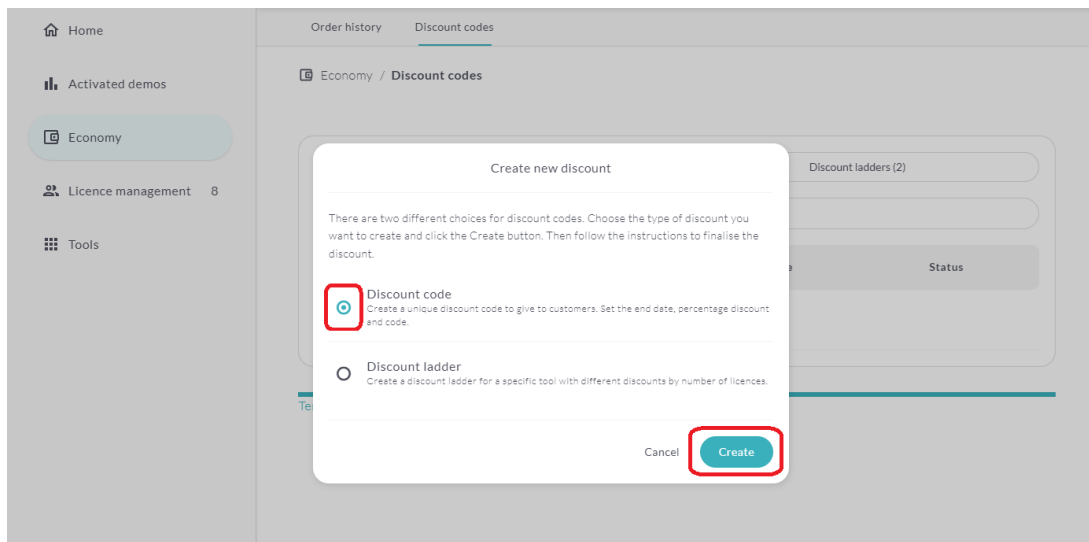 Home
Order history Discount codes
Activated demos
Economy / Discount codes
Economy
Licence management 8
Tools
Discount ladders (2)
Status
Create new discount
There are two different choices for discount codes. Choose the type of discount you
want to create and click the Create button. Then follow the instructions to finalise the
discount.
Discount code
Create a unique discount code to give to customers. Set the end date, percentage discount
and code.
Discount ladder
Create a discount ladder for a specific tool with different discounts by number of licences.
Cancel Create